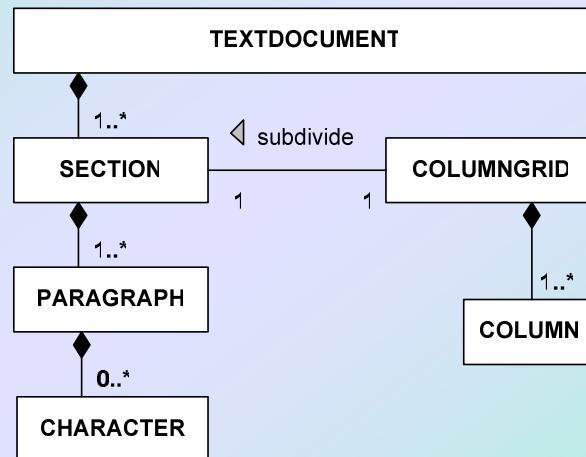 TEXTDOCUMENT
1..*
subdivide
SECTION
COLUMNGRID
1
1
1..*
1..*
PARAGRAPH
COLUMN
0..*
CHARACTER